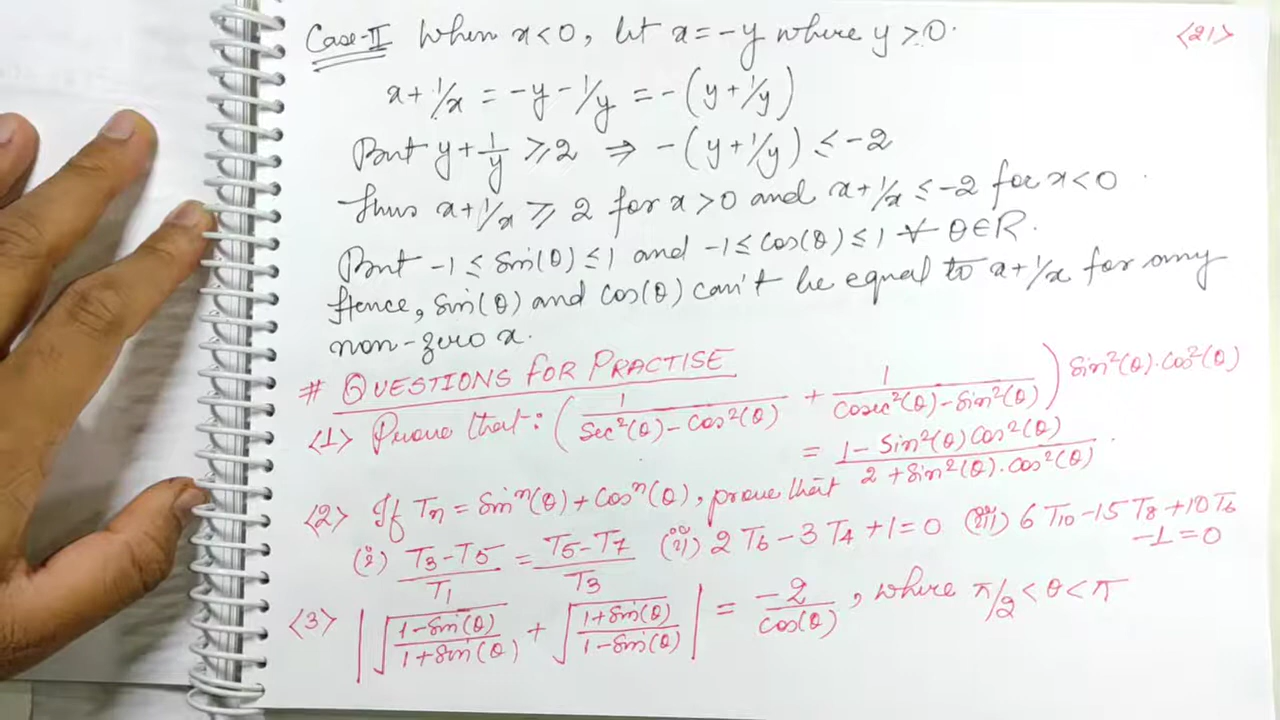 Case-II When x<0, let x=-y where y>0.
<21>
x+1/x = -y-1/y = -(y+1/y)
But y+1/y ≥2 ⇒ -(y+1/y) ≤-2
Thus x+1/x ≥ 2 for x>0 and x+1/x ≤-2 for x<0.
But -1≤ Sin(θ) ≤1 and -1≤ Cos(θ) ≤1 ∀ θ∈R.
Hence, Sin(θ) and Cos(θ) can't be equal to x+1/x for any
non-zero x.
# QUESTIONS FOR PRACTISE
<1> Prove that: (1/(Sec²(θ)-Cos²(θ)) + 1/(Cosec²(θ)-Sin²(θ))) Sin²(θ).Cos²(θ)
= (1-Sin²(θ)Cos²(θ))/(2+Sin²(θ).Cos²(θ)).
<2> If Tn = Sinⁿ(θ)+Cosⁿ(θ), prove that
(i) (T3-T5)/T1 = (T5-T7)/T3 (ii) 2T6-3T4+1=0 (iii) 6T10-15T8+10T6
-1=0
<3> |√((1-Sin(θ))/(1+Sin(θ))) + √((1+Sin(θ))/(1-Sin(θ)))| = -2/Cos(θ), where π/2<θ<π